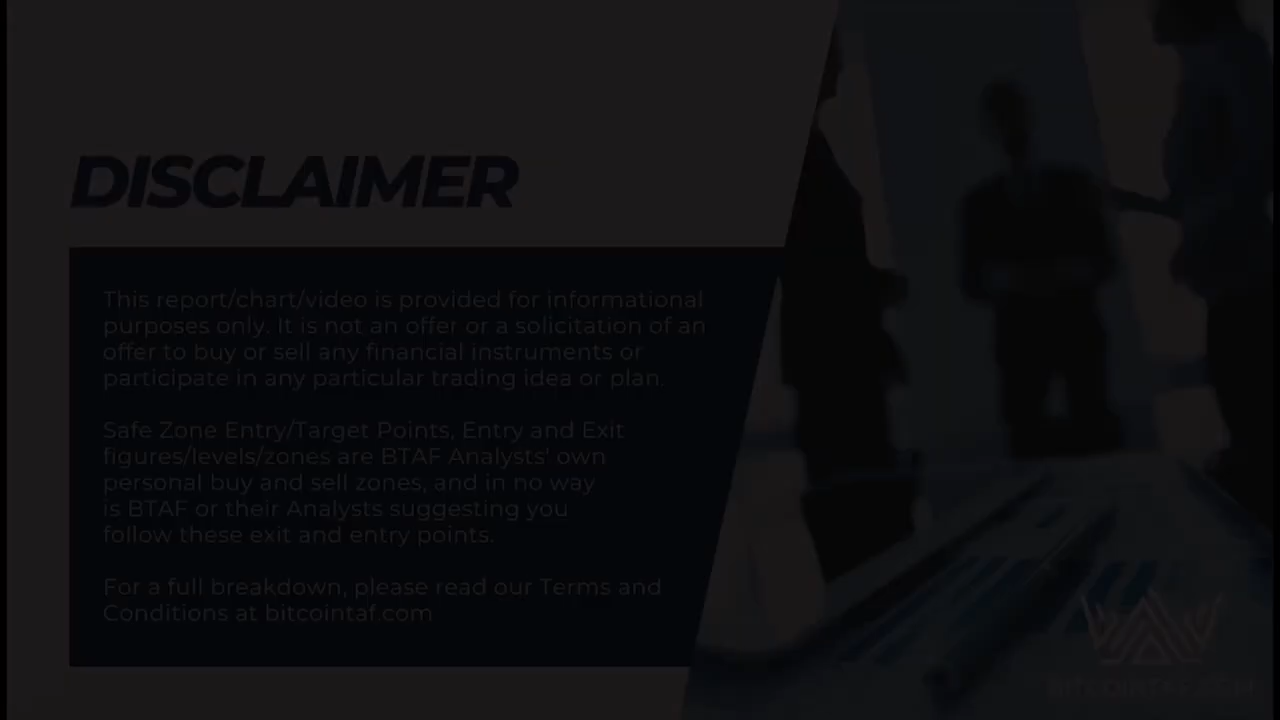 DISCLAIMER
This report/chart/video is provided for informational
purposes only. It is not an offer or a solicitation of an
offer to buy or sell any financial instruments or
participate in any particular trading idea or plan.
Safe Zone Entry/Target Points, Entry and Exit
figures/levels/zones are BTAF Analysts' own
personal buy and sell zones, and in no way
is BTAF or their Analysts suggesting you
follow these exit and entry points.
For a full breakdown, please read our Terms and
Conditions at bitcointaf.com
BITCOINTAF.COM